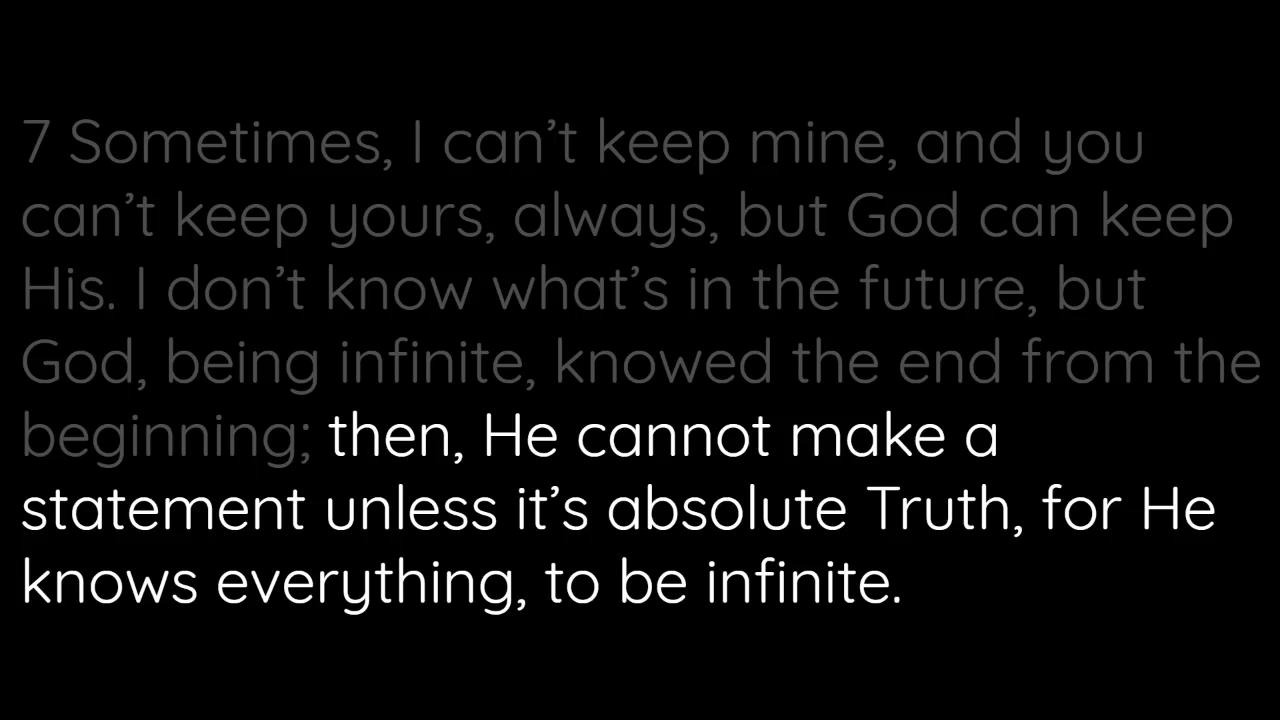 7 Sometimes, I can’t keep mine, and you
can’t keep yours, always, but God can keep
His. I don’t know what’s in the future, but
God, being infinite, knowed the end from the
beginning; then, He cannot make a
statement unless it’s absolute Truth, for He
knows everything, to be infinite.